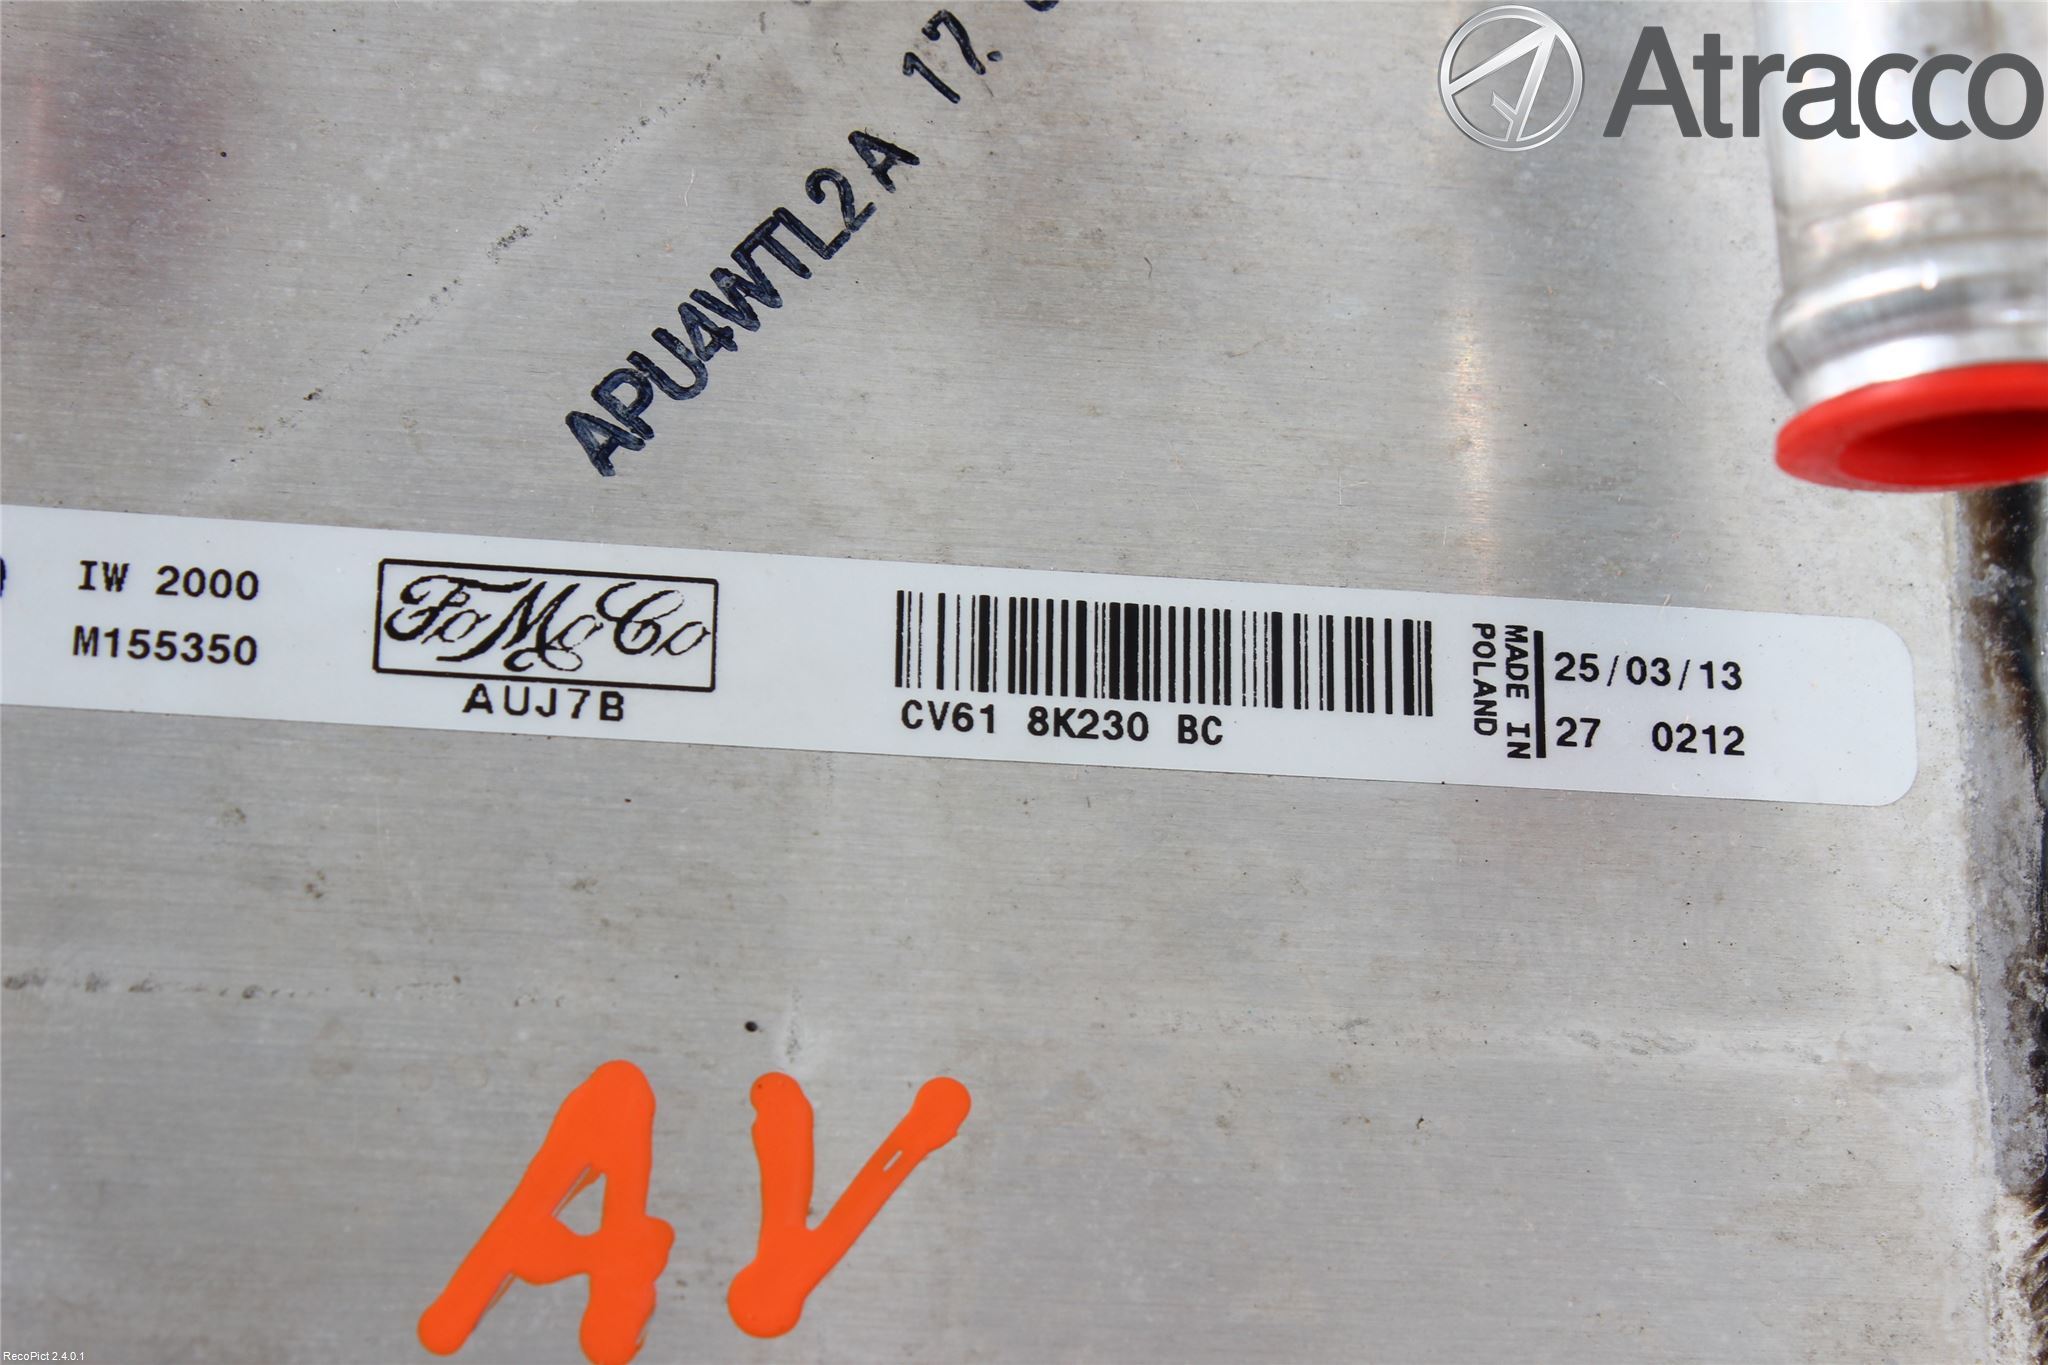 Atracco
APU4WTL2A 17.
IW 2000
M155350
FoMoCo
AUJ7B
CV61 8K230 BC
MADE IN
POLAND
25/03/13
27 0212
AV
RecoPict 2.4.0.1